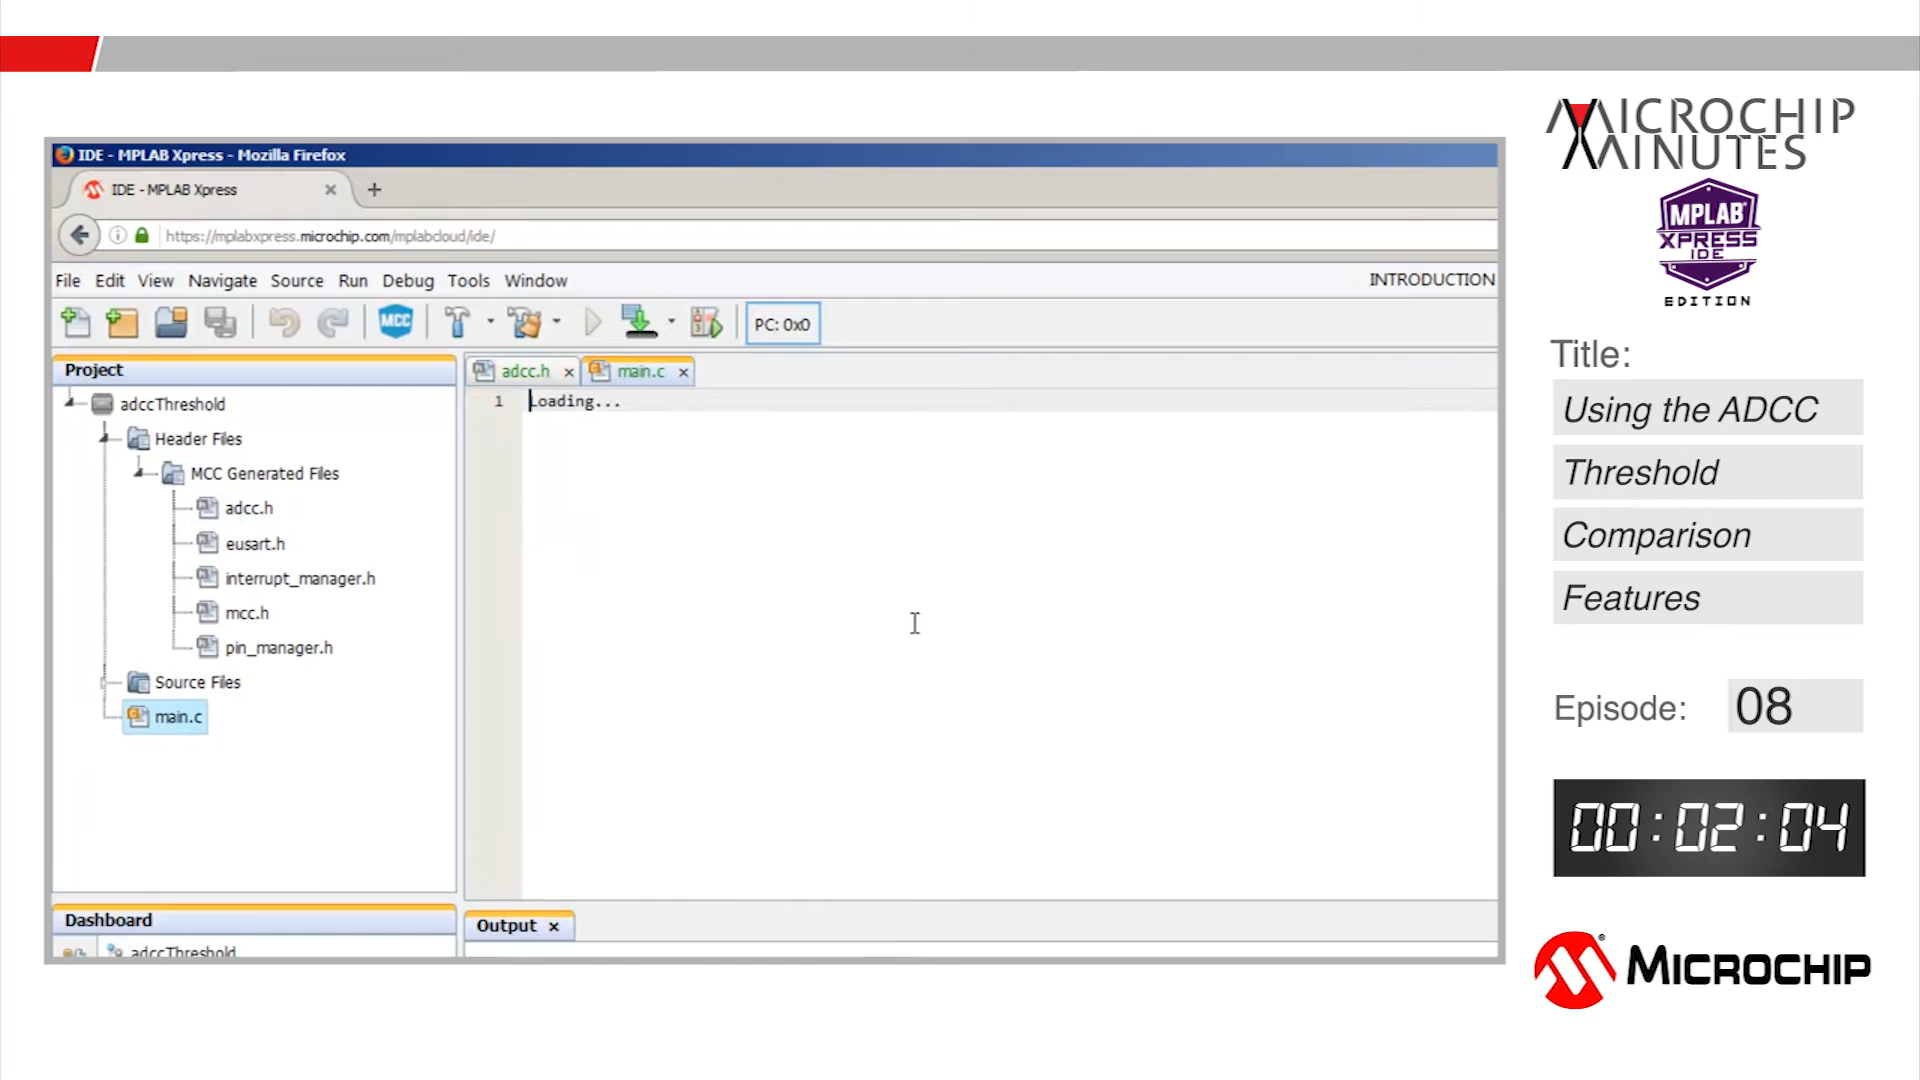 IDE - MPLAB Xpress - Mozilla Firefox
IDE - MPLAB Xpress
https://mplabxpress.microchip.com/mplabcloud/ide/
File Edit View Navigate Source Run Debug Tools Window INTRODUCTION
MCC PC: 0x0
Project
adccThreshold
Header Files
MCC Generated Files
adcc.h
eusart.h
interrupt_manager.h
mcc.h
pin_manager.h
Source Files
main.c
adcc.h main.c
1 Loading...
Dashboard
adccThreshold
Output
MICROCHIP
MINUTES
MPLAB®
XPRESS
IDE
EDITION
Title:
Using the ADCC
Threshold
Comparison
Features
Episode: 08
00:02:04
MICROCHIP